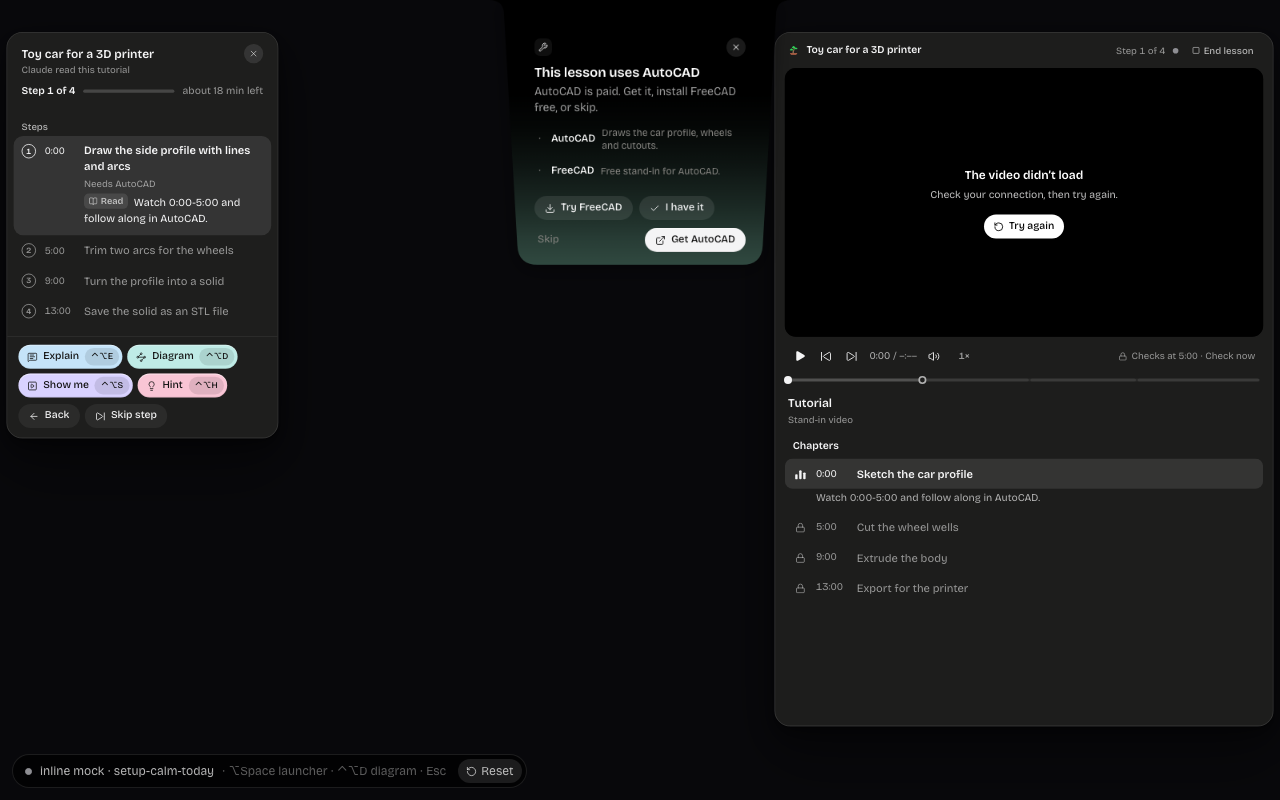 Toy car for a 3D printer
Claude read this tutorial
Step 1 of 4 about 18 min left
Steps
1 0:00 Draw the side profile with lines
and arcs
Needs AutoCAD
Read Watch 0:00-5:00 and
follow along in AutoCAD.
2 5:00 Trim two arcs for the wheels
3 9:00 Turn the profile into a solid
4 13:00 Save the solid as an STL file
Explain ^⌥E Diagram ^⌥D
Show me ^⌥S Hint ^⌥H
Back Skip step
This lesson uses AutoCAD
AutoCAD is paid. Get it, install FreeCAD
free, or skip.
· AutoCAD Draws the car profile, wheels
and cutouts.
· FreeCAD Free stand-in for AutoCAD.
Try FreeCAD I have it
Skip Get AutoCAD
Toy car for a 3D printer Step 1 of 4 End lesson
The video didn't load
Check your connection, then try again.
Try again
0:00 / –:–– 1× Checks at 5:00 · Check now
Tutorial
Stand-in video
Chapters
0:00 Sketch the car profile
Watch 0:00-5:00 and follow along in AutoCAD.
5:00 Cut the wheel wells
9:00 Extrude the body
13:00 Export for the printer
inline mock · setup-calm-today · ⌥Space launcher · ^⌥D diagram · Esc Reset